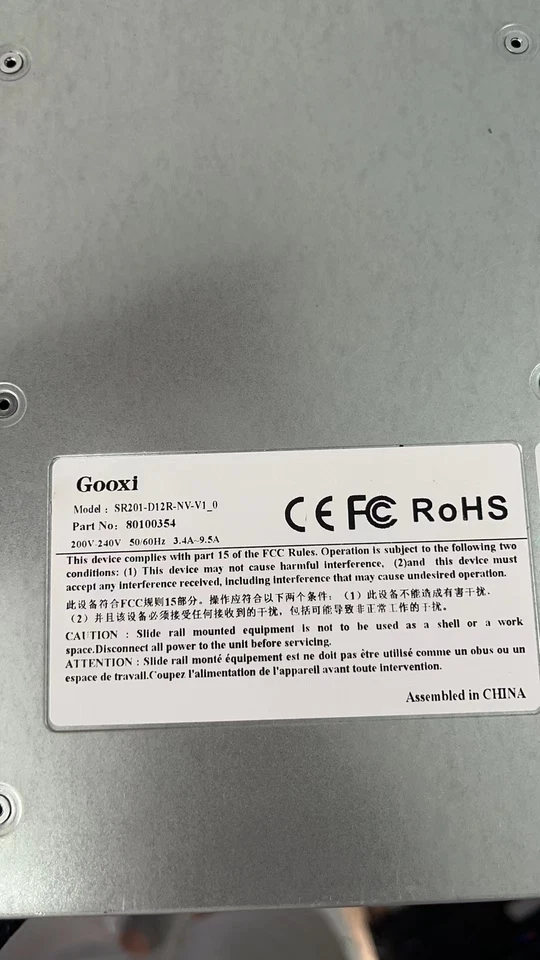 Gooxi
Model : SR201-D12R-NV-V1_0
Part No: 80100354
200V-240V 50/60Hz 3.4A~9.5A
CE FC RoHS
This device complies with part 15 of the FCC Rules. Operation is subject to the following two
conditions: (1) This device may not cause harmful interference, (2)and this device must
accept any interference received, including interference that may cause undesired operation.
此设备符合FCC规则15部分。操作应符合以下两个条件:(1)此设备不能造成有害干扰,
(2)并且该设备必须接受任何接收到的干扰,包括可能导致非正常工作的干扰。
CAUTION : Slide rail mounted equipment is not to be used as a shell or a work
space.Disconnect all power to the unit before servicing.
ATTENTION : Slide rail monté équipement est ne doit pas être utilisé comme un obus ou un
espace de travail.Coupez l'alimentation de l'appareil avant toute intervention.
Assembled in CHINA